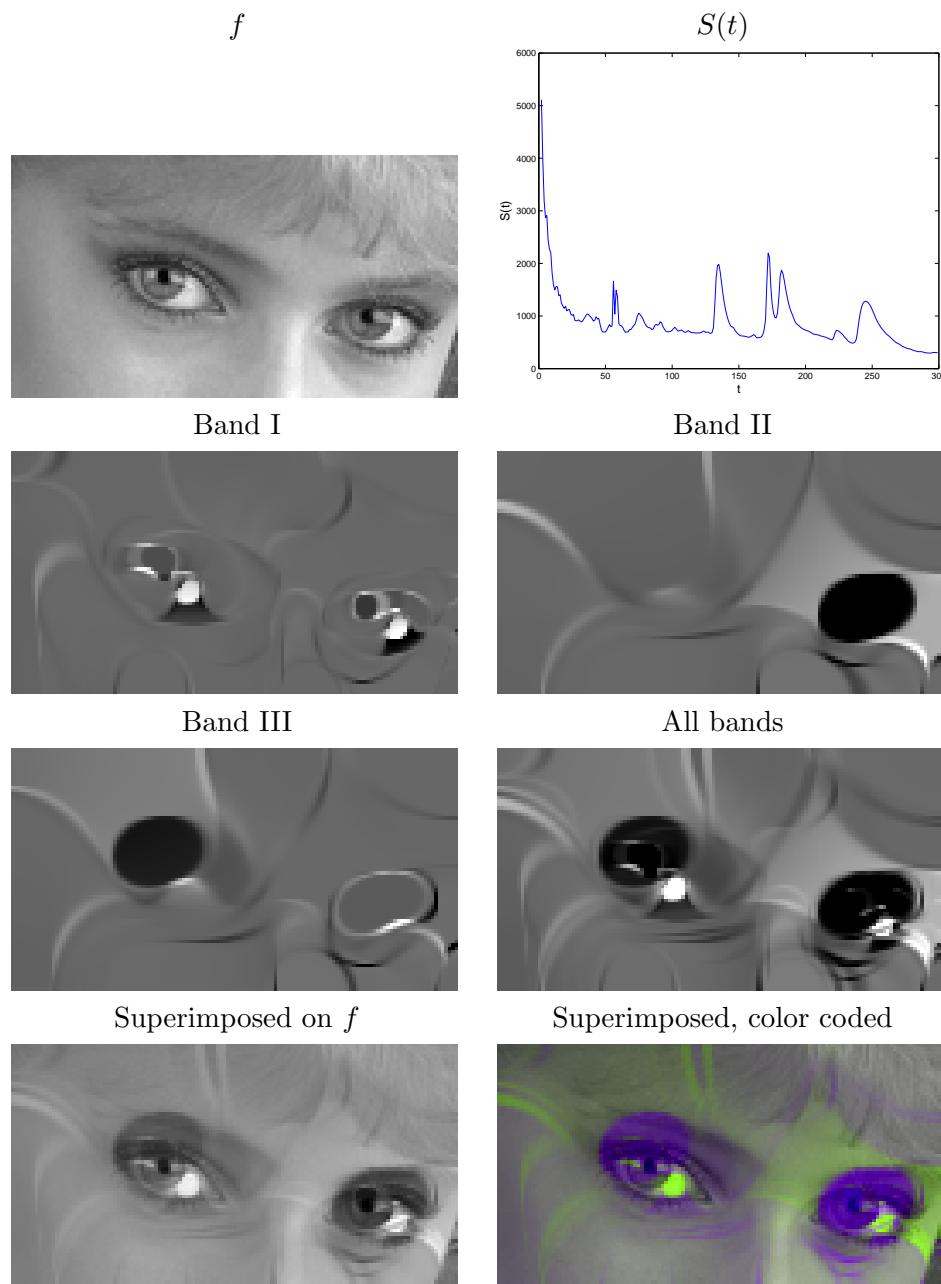 f
S(t)
6000
5000
4000
3000
2000
1000
0
S(t)
0 50 100 150 200 250 300
t
Band I
Band II
Band III
All bands
Superimposed on f
Superimposed, color coded